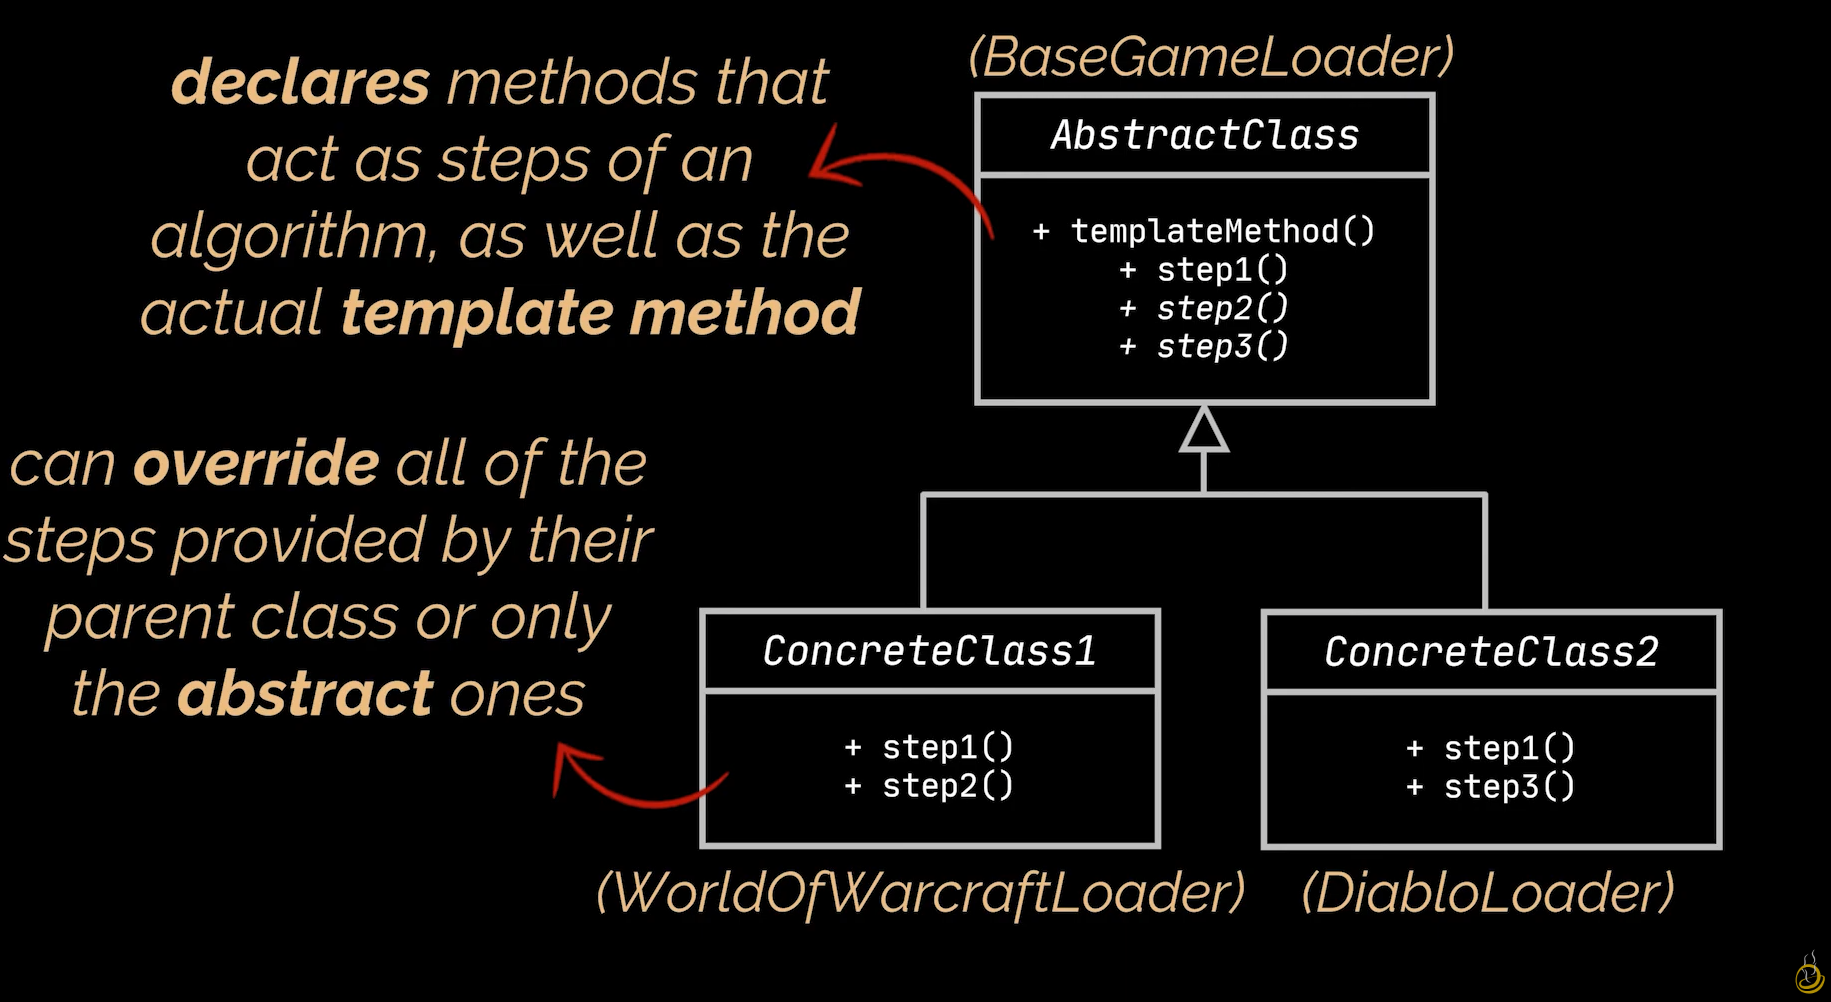 declares methods that
act as steps of an
algorithm, as well as the
actual template method
(BaseGameLoader)
AbstractClass
+ templateMethod()
+ step1()
+ step2()
+ step3()
can override all of the
steps provided by their
parent class or only
the abstract ones
ConcreteClass1
+ step1()
+ step2()
(WorldOfWarcraftLoader)
ConcreteClass2
+ step1()
+ step3()
(DiabloLoader)